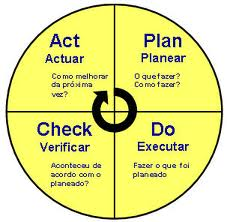 Act
Actuar
Como melhorar
da próxima
vez?
Plan
Planear
O que fazer?
Como fazer?
Check
Verificar
Aconteceu de
acordo com o
planeado?
Do
Executar
Fazer o que foi
planeado